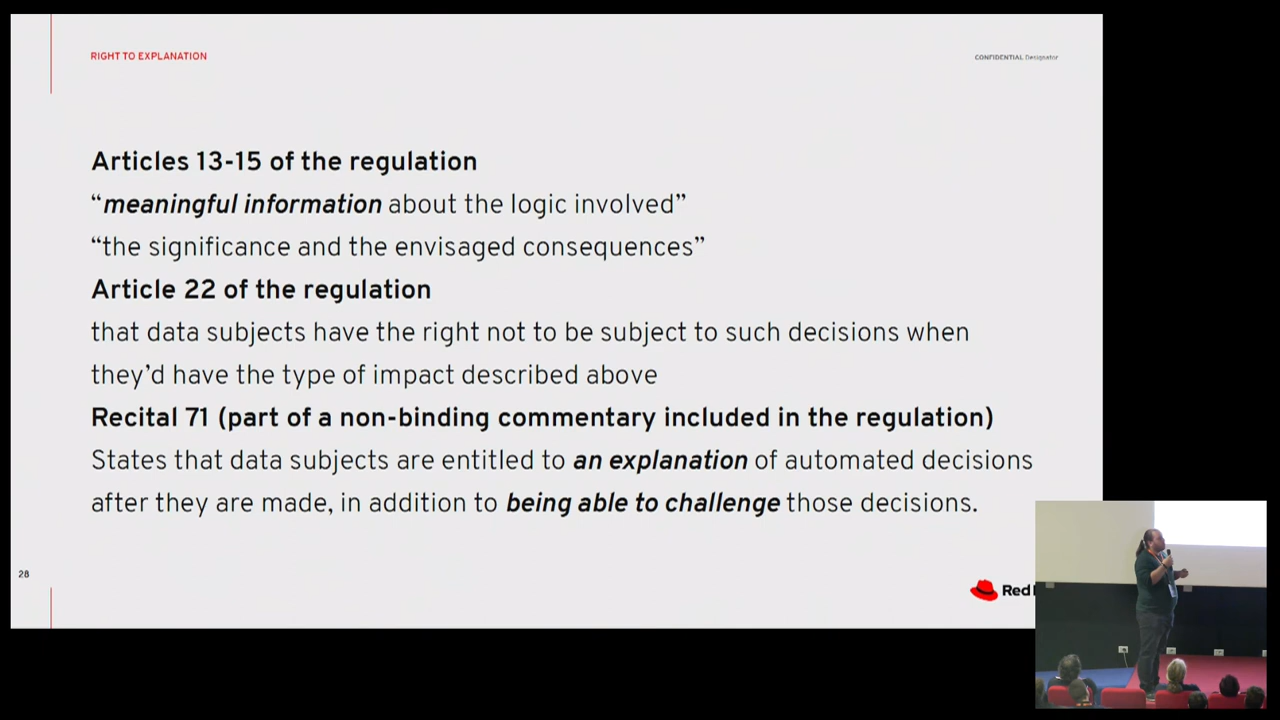 RIGHT TO EXPLANATION
CONFIDENTIAL Designator
Articles 13-15 of the regulation
“meaningful information about the logic involved”
“the significance and the envisaged consequences”
Article 22 of the regulation
that data subjects have the right not to be subject to such decisions when
they’d have the type of impact described above
Recital 71 (part of a non-binding commentary included in the regulation)
States that data subjects are entitled to an explanation of automated decisions
after they are made, in addition to being able to challenge those decisions.
28
Red